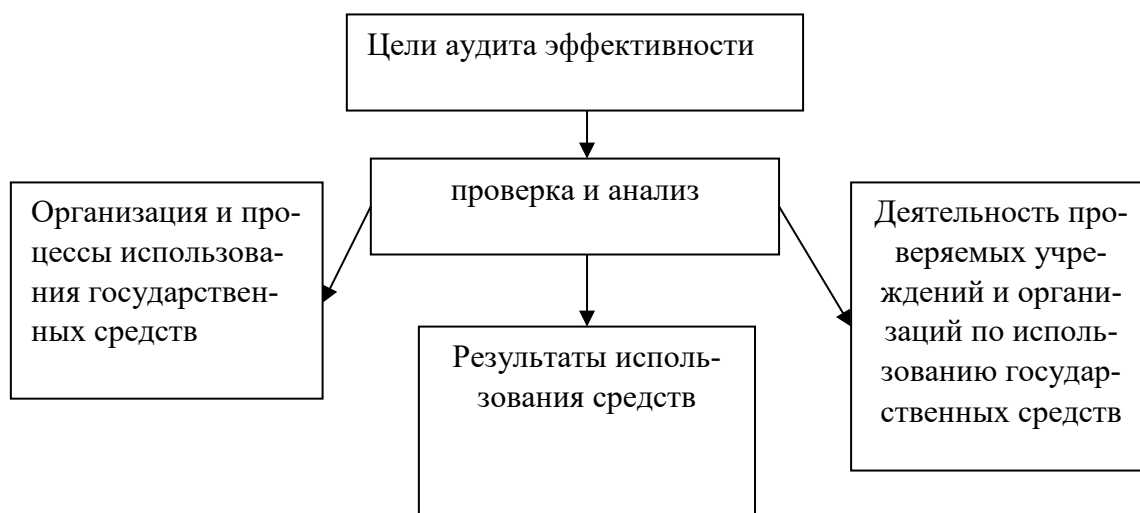 Цели аудита эффективности
проверка и анализ
Организация и про-
цессы использова-
ния государствен-
ных средств
Результаты исполь-
зования средств
Деятельность про-
веряемых учре-
ждений и органи-
заций по исполь-
зованию государ-
ственных средств